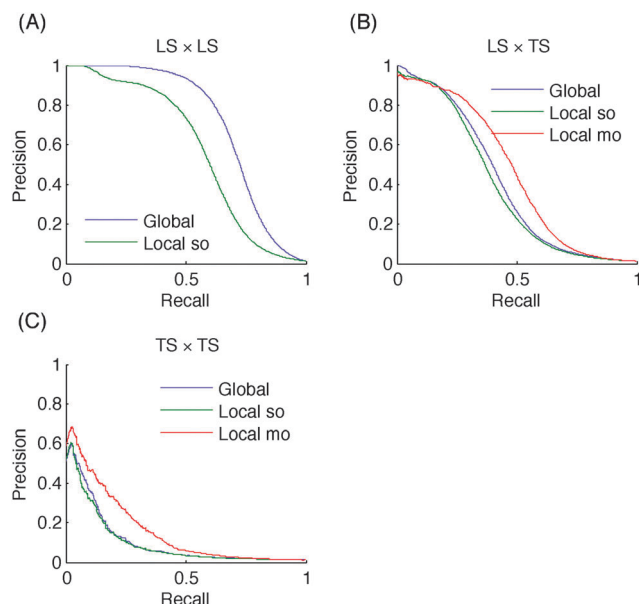 (A)
LS × LS
1
0.8
0.6
0.4
0.2
0
Precision
Global
Local so
0
0.5
1
Recall
(B)
LS × TS
1
0.8
0.6
0.4
0.2
0
Precision
Global
Local so
Local mo
0
0.5
1
Recall
(C)
TS × TS
1
0.8
0.6
0.4
0.2
0
Precision
Global
Local so
Local mo
0
0.5
1
Recall